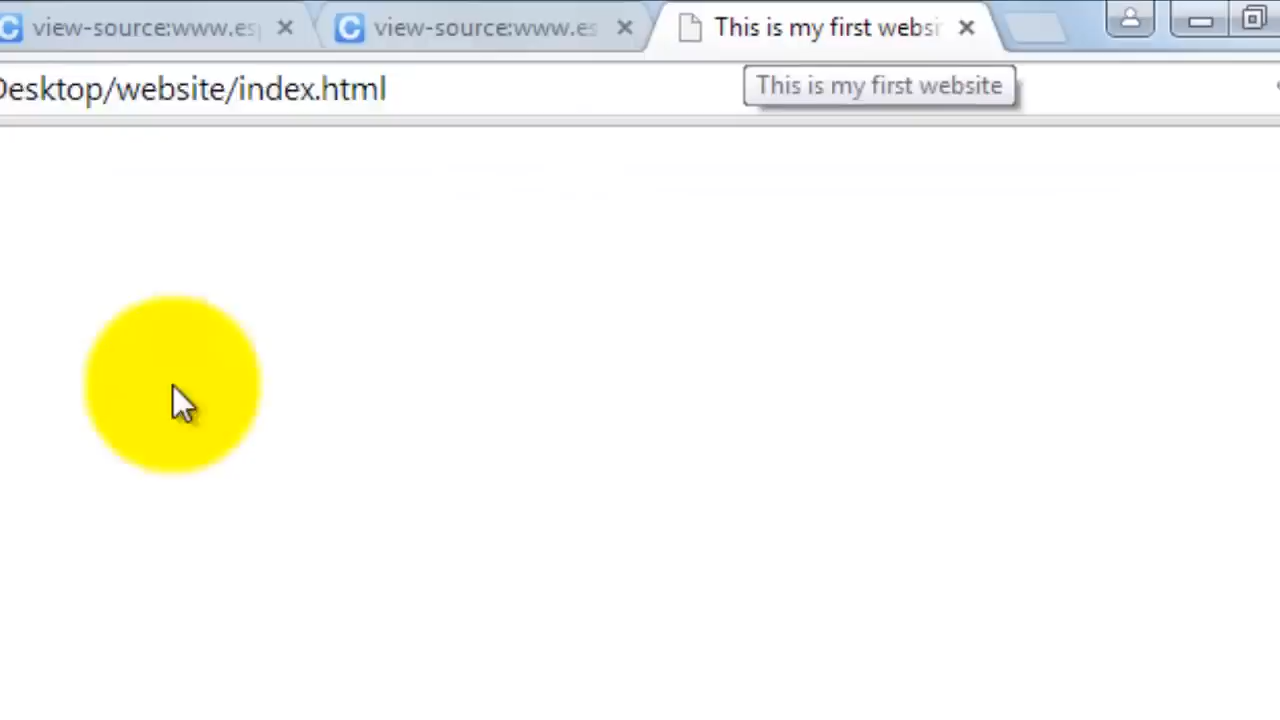 view-source:www.es
view-source:www.es
This is my first websi
Desktop/website/index.html
This is my first website